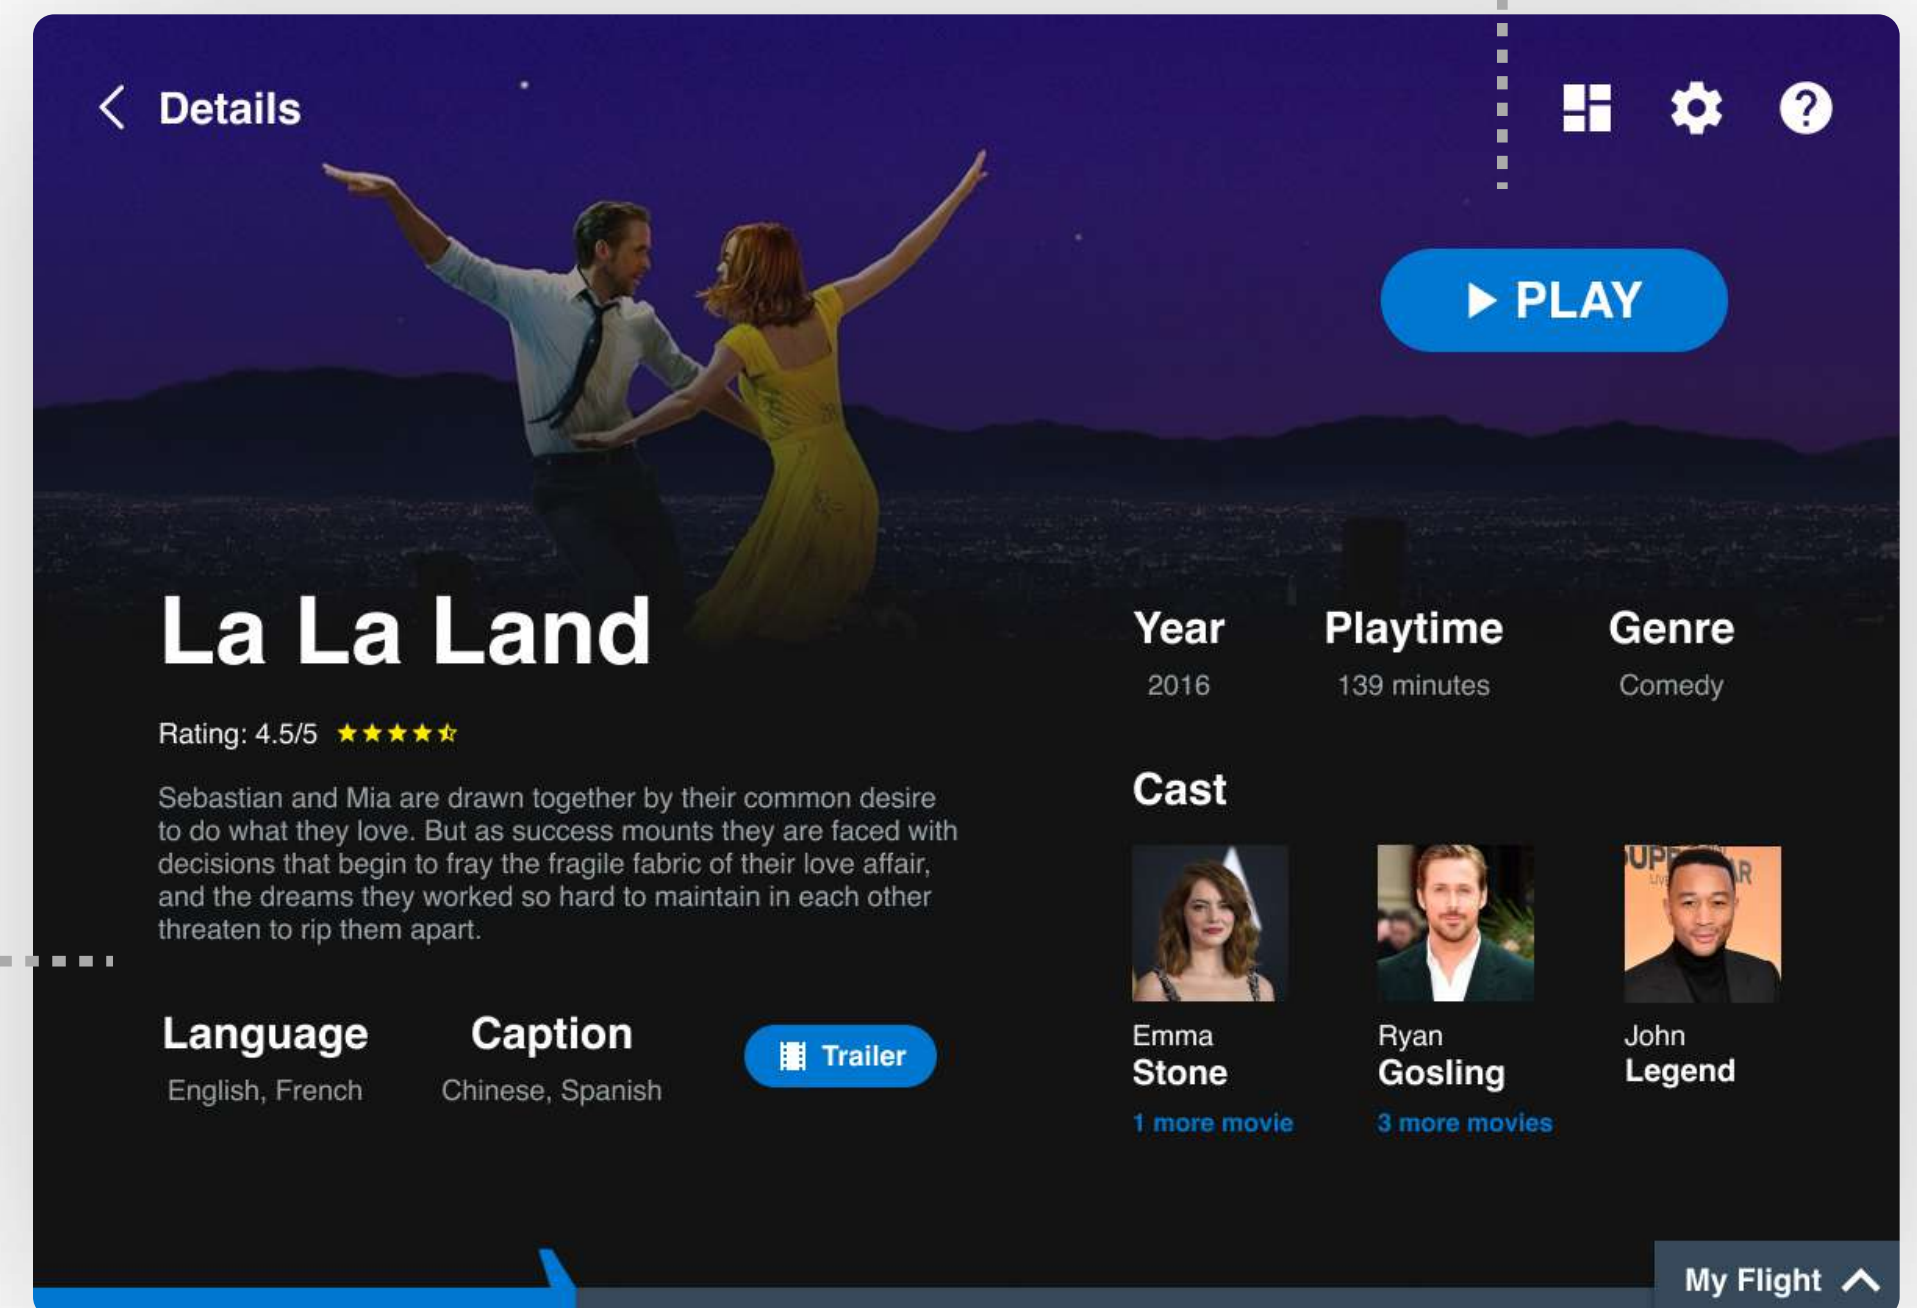 Details
PLAY
La La Land
Rating: 4.5/5
Sebastian and Mia are drawn together by their common desire
to do what they love. But as success mounts they are faced with
decisions that begin to fray the fragile fabric of their love affair,
and the dreams they worked so hard to maintain in each other
threaten to rip them apart.
Language
English, French
Caption
Chinese, Spanish
Trailer
Year
2016
Playtime
139 minutes
Genre
Comedy
Cast
Emma
Stone
1 more movie
Ryan
Gosling
3 more movies
John
Legend
My Flight